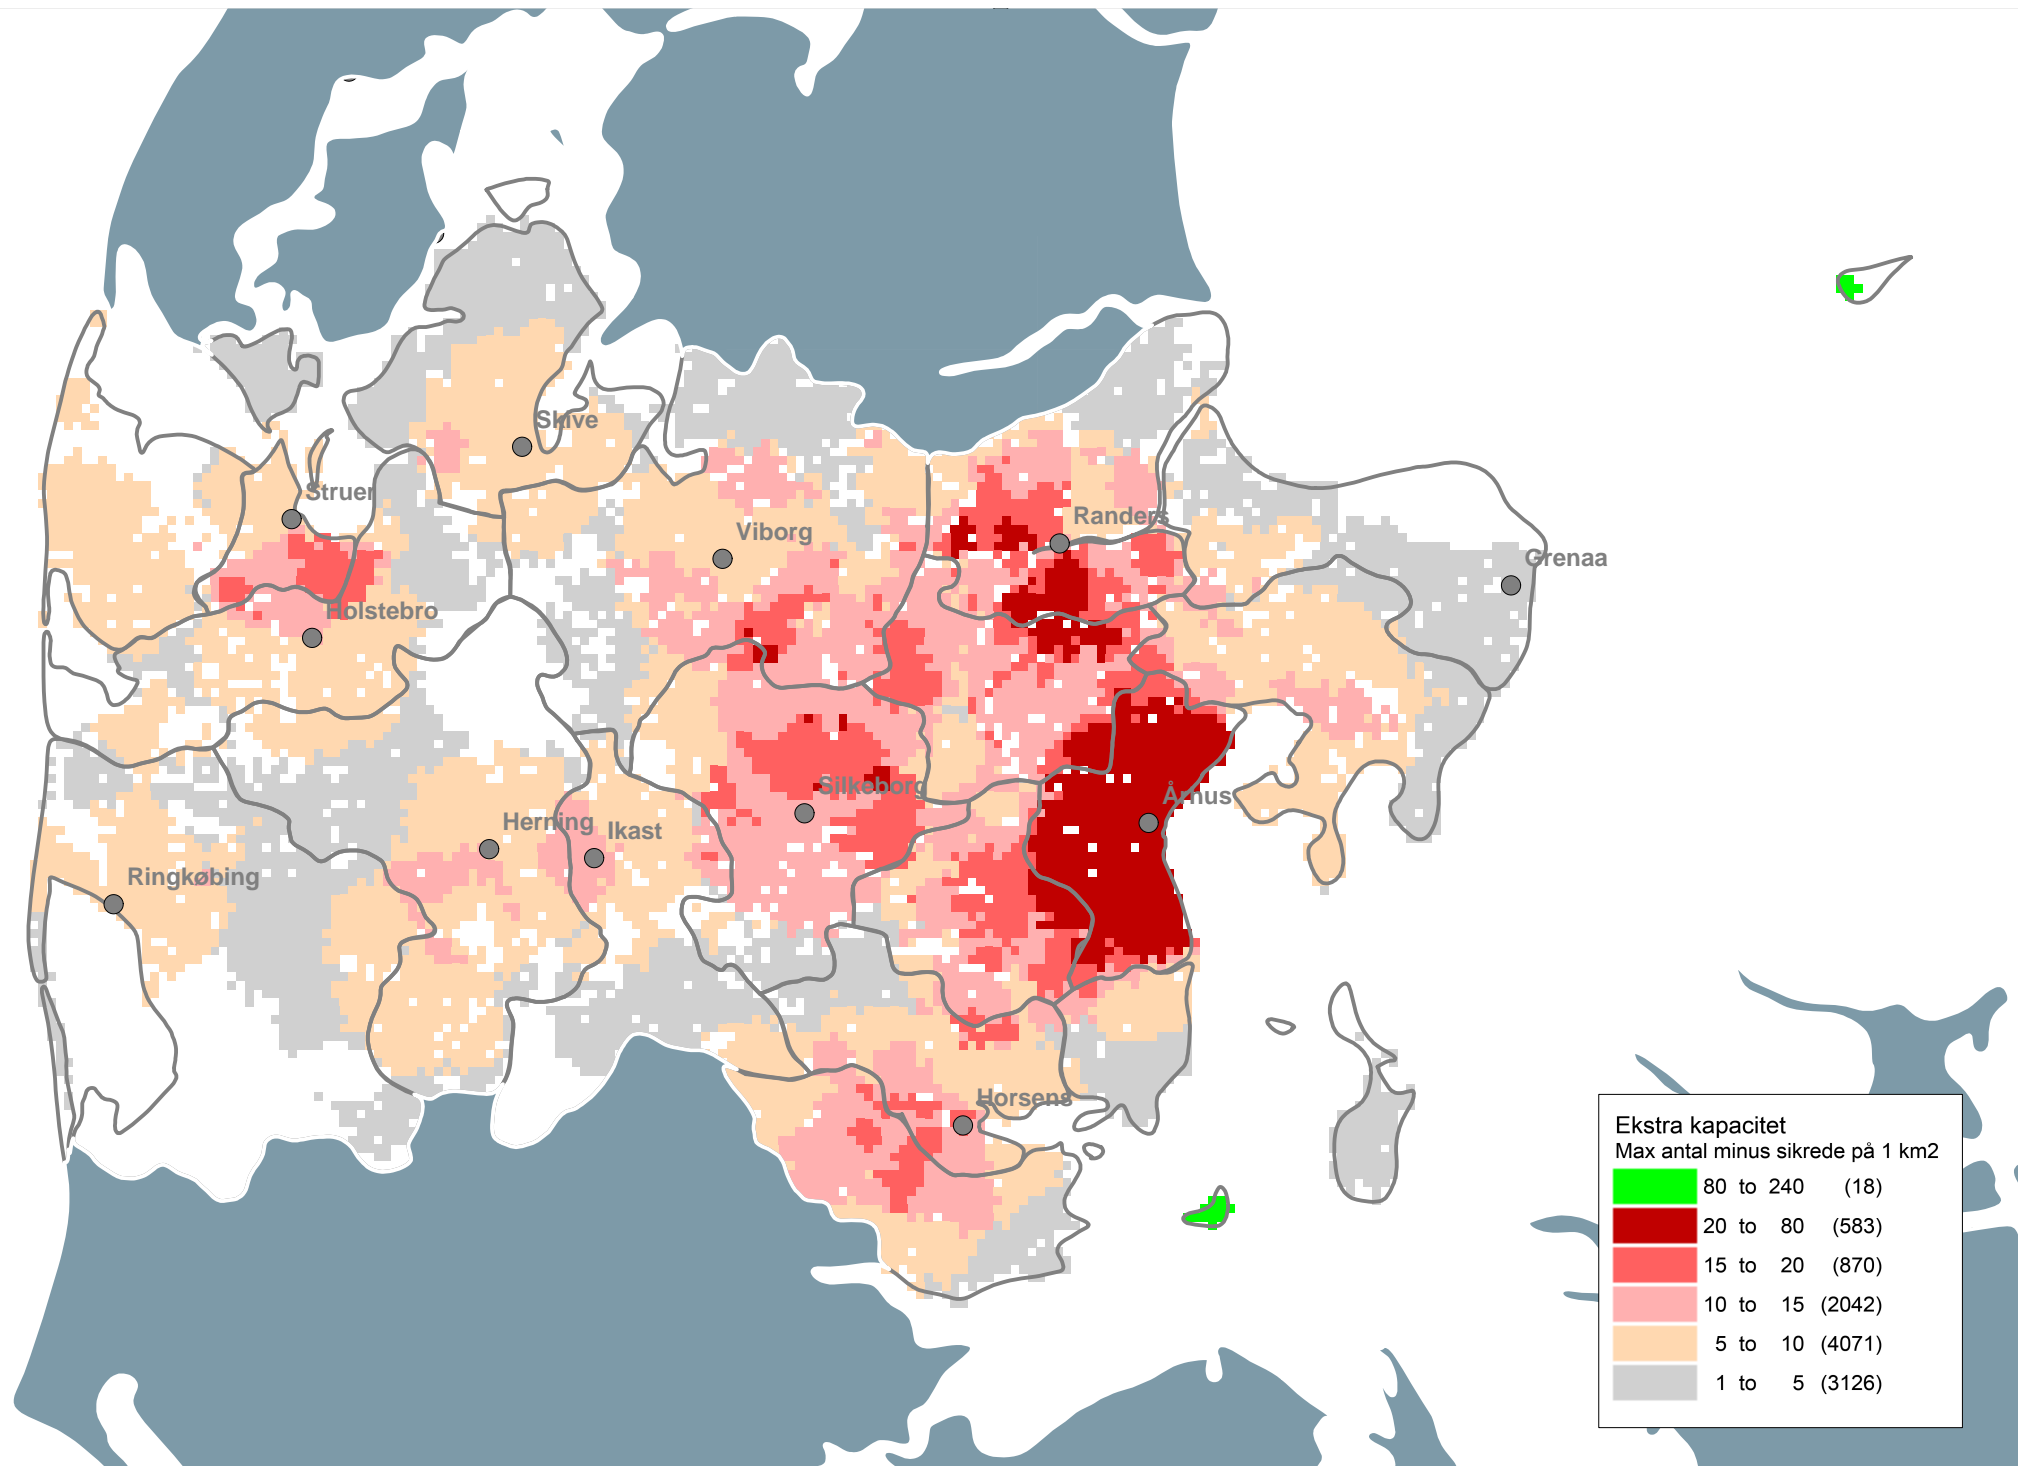 Skive
Struer
Randers
Viborg
Grenaa
Holstebro
Silkeborg
Århus
Herning
Ikast
Ringkøbing
Horsens
Ekstra kapacitet
Max antal minus sikrede på 1 km2
80 to 240 (18)
20 to 80 (583)
15 to 20 (870)
10 to 15 (2042)
5 to 10 (4071)
1 to 5 (3126)